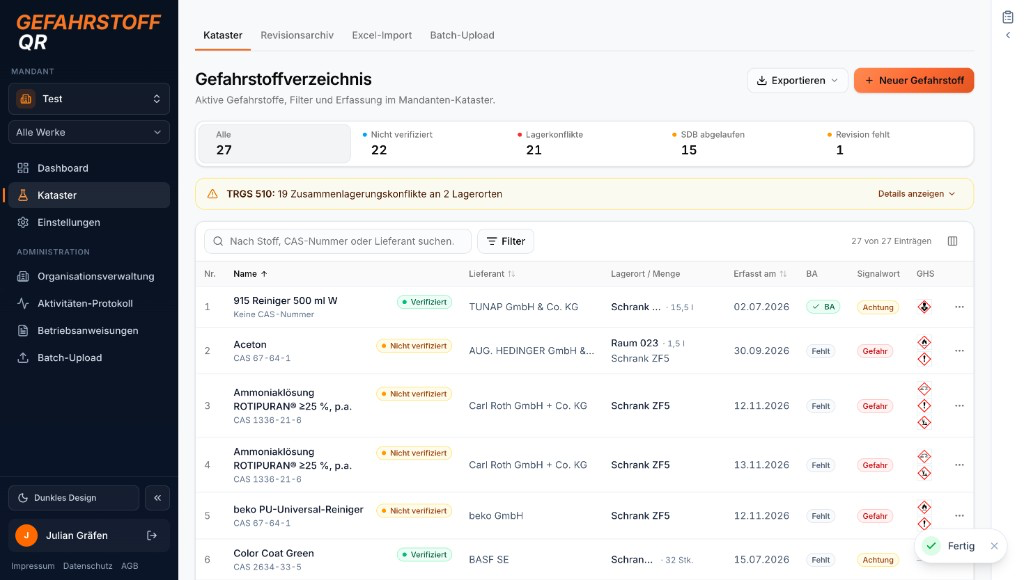 GEFAHRSTOFF
QR
MANDANT
Test
Alle Werke
Dashboard
Kataster
Einstellungen
ADMINISTRATION
Organisationsverwaltung
Aktivitäten-Protokoll
Betriebsanweisungen
Batch-Upload
Dunkles Design
J
Julian Gräfen
Impressum Datenschutz AGB
Kataster Revisionsarchiv Excel-Import Batch-Upload
Gefahrstoffverzeichnis
Aktive Gefahrstoffe, Filter und Erfassung im Mandanten-Kataster.
Exportieren
+ Neuer Gefahrstoff
Alle
27
Nicht verifiziert
22
Lagerkonflikte
21
SDB abgelaufen
15
Revision fehlt
1
TRGS 510: 19 Zusammenlagerungskonflikte an 2 Lagerorten
Details anzeigen
Nach Stoff, CAS-Nummer oder Lieferant suchen.
Filter
27 von 27 Einträgen
Nr. Name ↑ Lieferant ↑↓ Lagerort / Menge Erfasst am ↑↓ BA Signalwort GHS
1 915 Reiniger 500 ml W Verifiziert TUNAP GmbH & Co. KG Schrank ... · 15,5 l 02.07.2026 BA Achtung ...
Keine CAS-Nummer
2 Aceton Nicht verifiziert AUG. HEDINGER GmbH &... Raum 023 · 1,5 l 30.09.2026 Fehlt Gefahr ...
CAS 67-64-1 Schrank ZF5
3 Ammoniaklösung Nicht verifiziert Carl Roth GmbH + Co. KG Schrank ZF5 12.11.2026 Fehlt Gefahr ...
ROTIPURAN® ≥25 %, p.a.
CAS 1336-21-6
4 Ammoniaklösung Nicht verifiziert Carl Roth GmbH + Co. KG Schrank ZF5 13.11.2026 Fehlt Gefahr ...
ROTIPURAN® ≥25 %, p.a.
CAS 1336-21-6
5 beko PU-Universal-Reiniger Nicht verifiziert beko GmbH Schrank ZF5 12.11.2026 Fehlt Gefahr ...
CAS 67-64-1
6 Color Coat Green Verifiziert BASF SE Schran... · 32 Stk. 15.07.2026 Fehlt Achtung
CAS 2634-33-5
Fertig